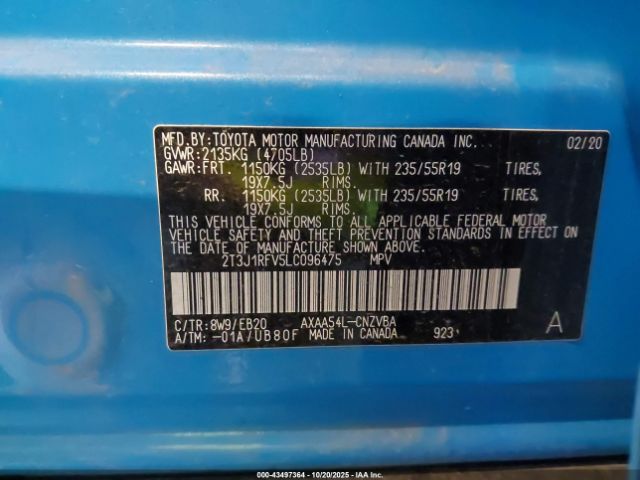 MFD.BY:TOYOTA MOTOR MANUFACTURING CANADA INC. 02/20
GVWR:2135KG (4705LB)
GAWR:FRT. 1150KG (2535LB) WITH 235/55R19 TIRES,
19X7.5J RIMS.
RR. 1150KG (2535LB) WITH 235/55R19 TIRES,
19X7.5J RIMS.
THIS VEHICLE CONFORMS TO ALL APPLICABLE FEDERAL MOTOR
VEHICLE SAFETY AND THEFT PREVENTION STANDARDS IN EFFECT ON
THE DATE OF MANUFACTURE SHOWN ABOVE.
2T3J1RFV5LC096475 MPV
C/TR:8W9/EB20 AXAA54L-CNZVBA A
A/TM: -01A/UB80F MADE IN CANADA 923
000-43497364 | 10/20/2025 | IAA Inc.